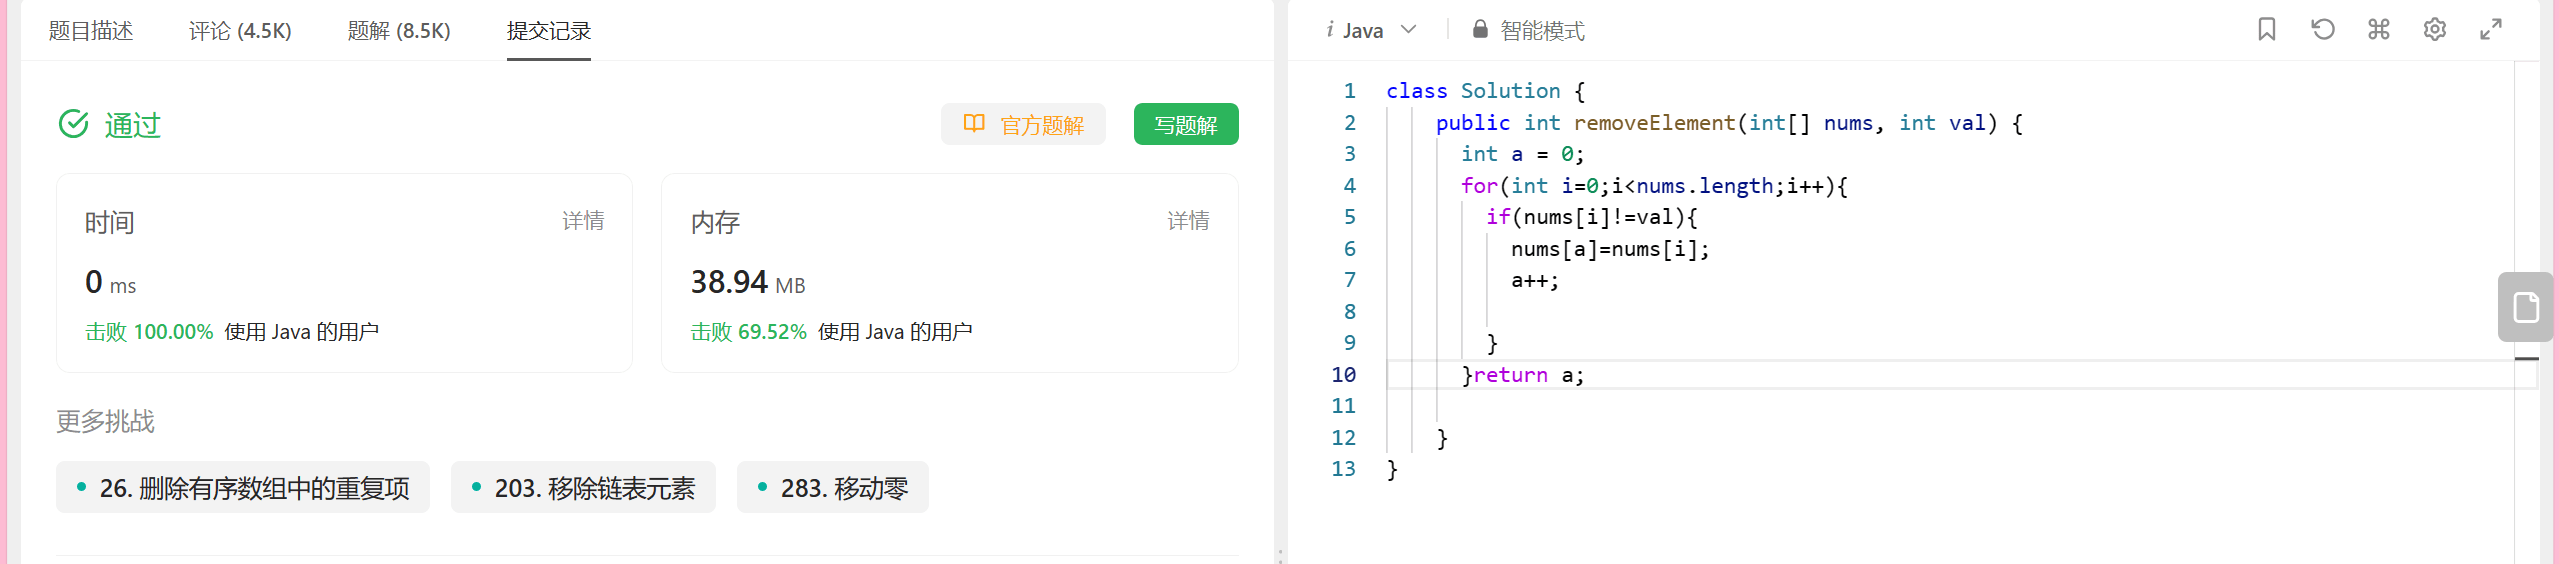 题目描述 评论 (4.5K) 题解 (8.5K) 提交记录
通过 官方题解 写题解
时间 详情
0 ms
击败 100.00% 使用 Java 的用户
内存 详情
38.94 MB
击败 69.52% 使用 Java 的用户
更多挑战
26. 删除有序数组中的重复项 203. 移除链表元素 283. 移动零
i Java 智能模式
1 class Solution {
2     public int removeElement(int[] nums, int val) {
3       int a = 0;
4       for(int i=0;i<nums.length;i++){
5         if(nums[i]!=val){
6           nums[a]=nums[i];
7           a++;
8
9         }
10       }return a;
11
12     }
13 }